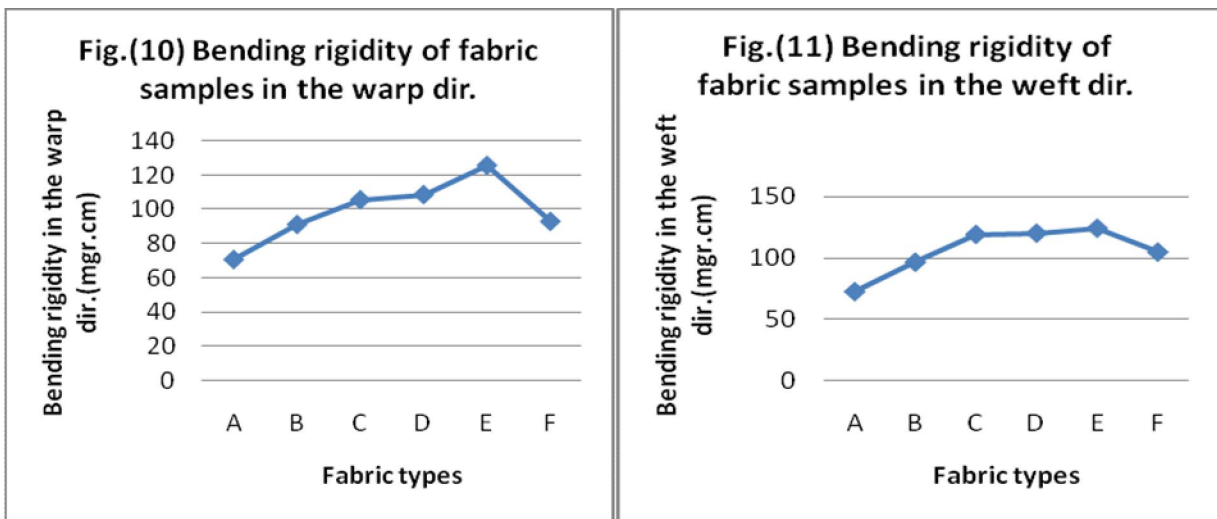 Fig.(10) Bending rigidity of fabric
samples in the warp dir.
Bending rigidity in the warp
dir.(mgr.cm)
140
120
100
80
60
40
20
0
A B C D E F
Fabric types
Fig.(11) Bending rigidity of
fabric samples in the weft dir.
Bending rigidity in the weft
dir.(mgr.cm)
150
100
50
0
A B C D E F
Fabric types